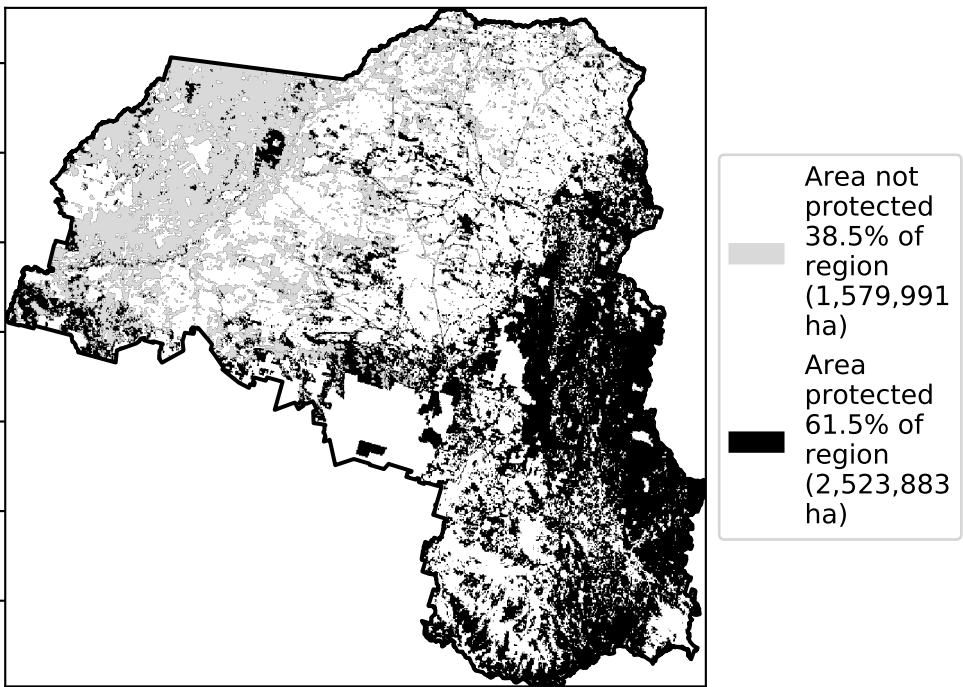 Area not
protected
38.5% of
region
(1,579,991
ha)
Area
protected
61.5% of
region
(2,523,883
ha)